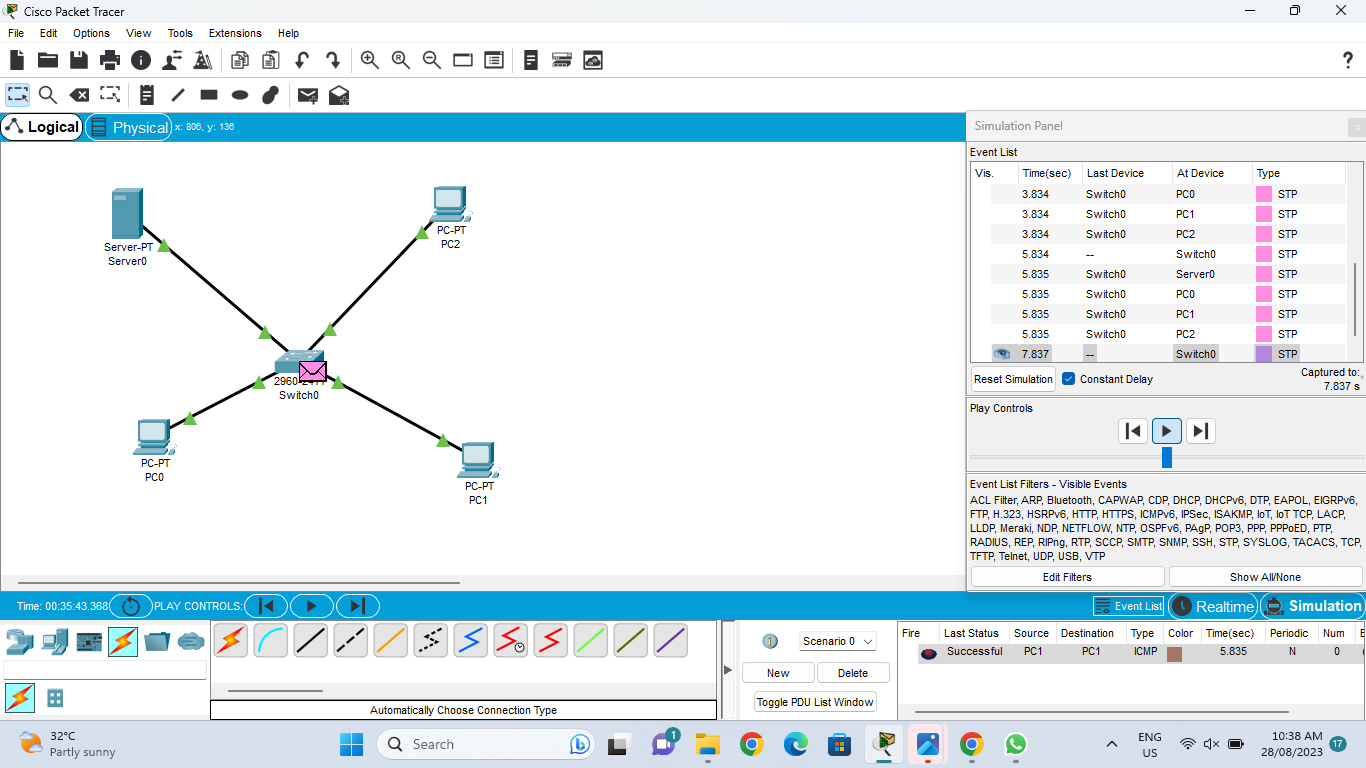 Cisco Packet Tracer
File Edit Options View Tools Extensions Help
Logical Physical x: 806, y: 136
Simulation Panel
Event List
Vis. Time(sec) Last Device At Device Type
3.834 Switch0 PC0 STP
3.834 Switch0 PC1 STP
3.834 Switch0 PC2 STP
5.834 -- Switch0 STP
5.835 Switch0 Server0 STP
5.835 Switch0 PC0 STP
5.835 Switch0 PC1 STP
5.835 Switch0 PC2 STP
7.837 -- Switch0 STP
Reset Simulation Constant Delay Captured to:
7.837 s
Play Controls
Event List Filters - Visible Events
ACL Filter, ARP, Bluetooth, CAPWAP, CDP, DHCP, DHCPv6, DTP, EAPOL, EIGRPv6,
FTP, H.323, HSRPv6, HTTP, HTTPS, ICMPv6, IPSec, ISAKMP, IoT, IoT TCP, LACP,
LLDP, Meraki, NDP, NETFLOW, NTP, OSPFv6, PAgP, POP3, PPP, PPPoED, PTP,
RADIUS, REP, RIPng, RTP, SCCP, SMTP, SNMP, SSH, STP, SYSLOG, TACACS, TCP,
TFTP, Telnet, UDP, USB, VTP
Edit Filters Show All/None
Server-PT
Server0
PC-PT
PC2
Switch0
PC-PT
PC0
PC-PT
PC1
Time: 00:35:43.368 PLAY CONTROLS: Event List Realtime Simulation
Automatically Choose Connection Type
Scenario 0
New Delete
Toggle PDU List Window
Fire Last Status Source Destination Type Color Time(sec) Periodic Num E
Successful PC1 PC1 ICMP 5.835 N 0
32°C
Partly sunny
Search
1
ENG
US
10:38 AM
28/08/2023
17